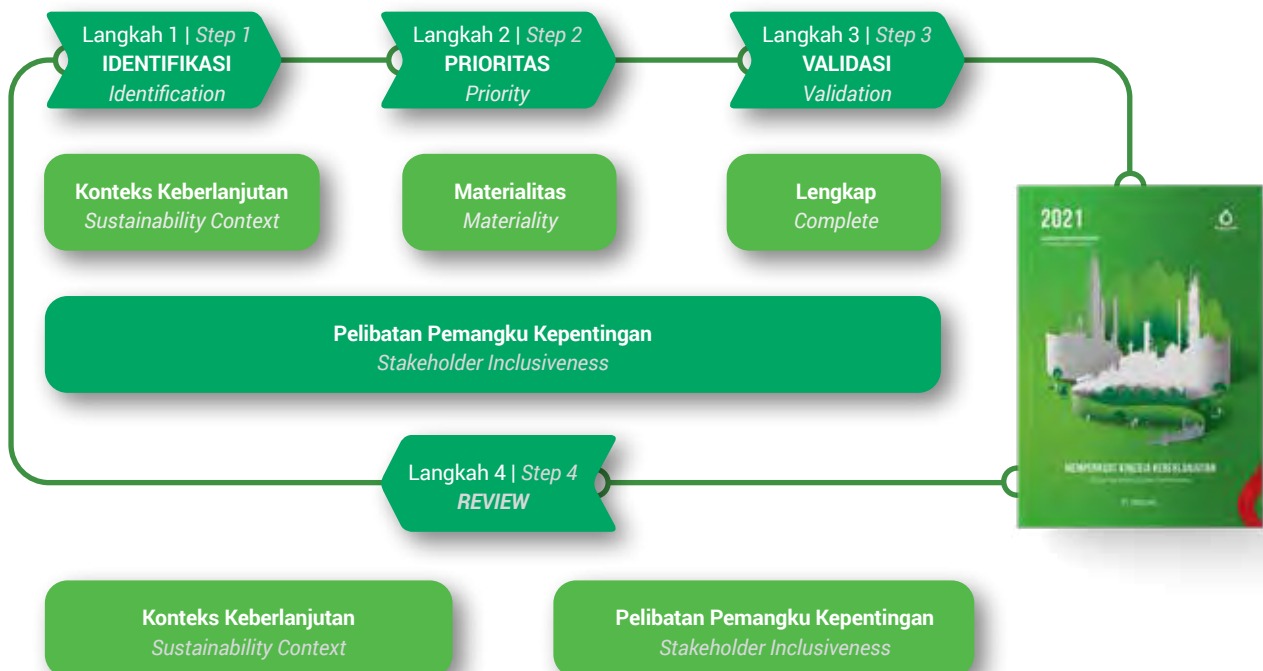 Langkah 1 | Step 1
IDENTIFIKASI
Identification
Langkah 2 | Step 2
PRIORITAS
Priority
Langkah 3 | Step 3
VALIDASI
Validation
Konteks Keberlanjutan
Sustainability Context
Materialitas
Materiality
Lengkap
Complete
2021
Pelibatan Pemangku Kepentingan
Stakeholder Inclusiveness
KINERJA KEBERLANJUTAN
Langkah 4 | Step 4
REVIEW
Konteks Keberlanjutan
Sustainability Context
Pelibatan Pemangku Kepentingan
Stakeholder Inclusiveness